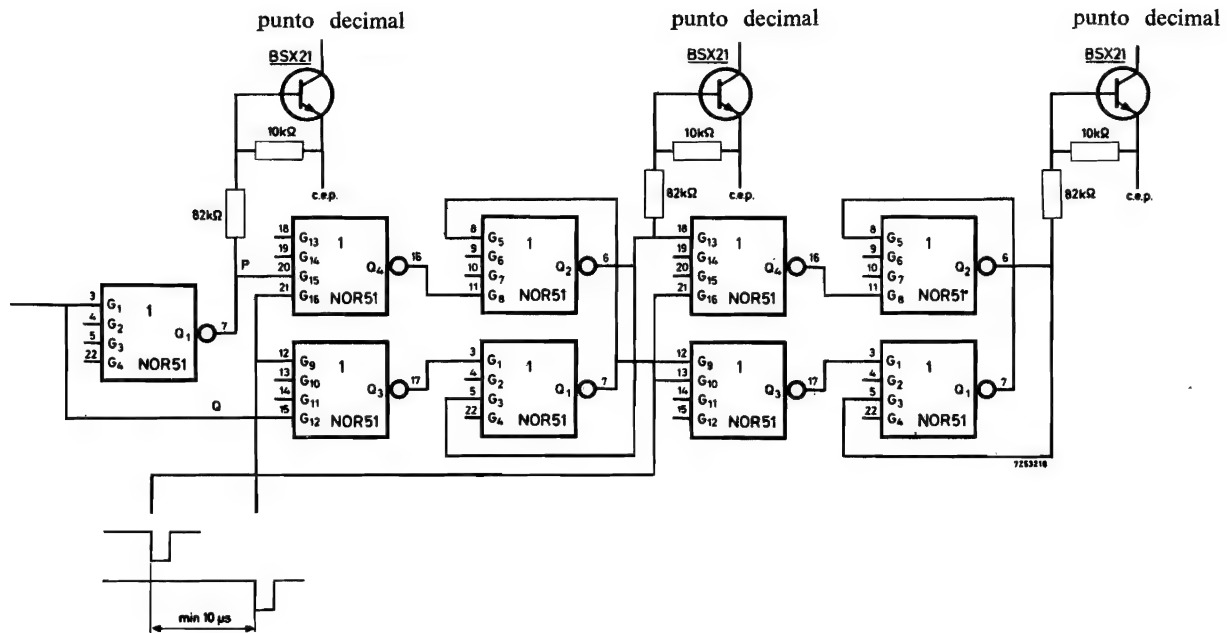 punto decimal punto decimal punto decimal
BSX21 BSX21 BSX21
10kΩ 10kΩ 10kΩ
c.e.p. c.e.p. c.e.p.
82kΩ 82kΩ 82kΩ
18 G13 1 8 G5 1 18 G13 1 8 G5 1
19 G14 9 G6 19 G14 9 G6
P 20 G15 Q4 16 10 G7 Q2 6 20 G15 Q4 16 10 G7 Q2 6
21 G16 NOR51 11 G8 NOR51 21 G16 NOR51 11 G8 NOR51
3 G1 1
4 G2
5 G3 Q1 7
22 G4 NOR51
12 G9 1 3 G1 1 12 G9 1 3 G1 1
13 G10 Q3 17 4 G2 Q1 7 13 G10 Q3 17 4 G2 Q1 7
14 G11 5 G3 14 G11 5 G3
Q 15 G12 NOR51 22 G4 NOR51 15 G12 NOR51 22 G4 NOR51
7253216
min 10 µs